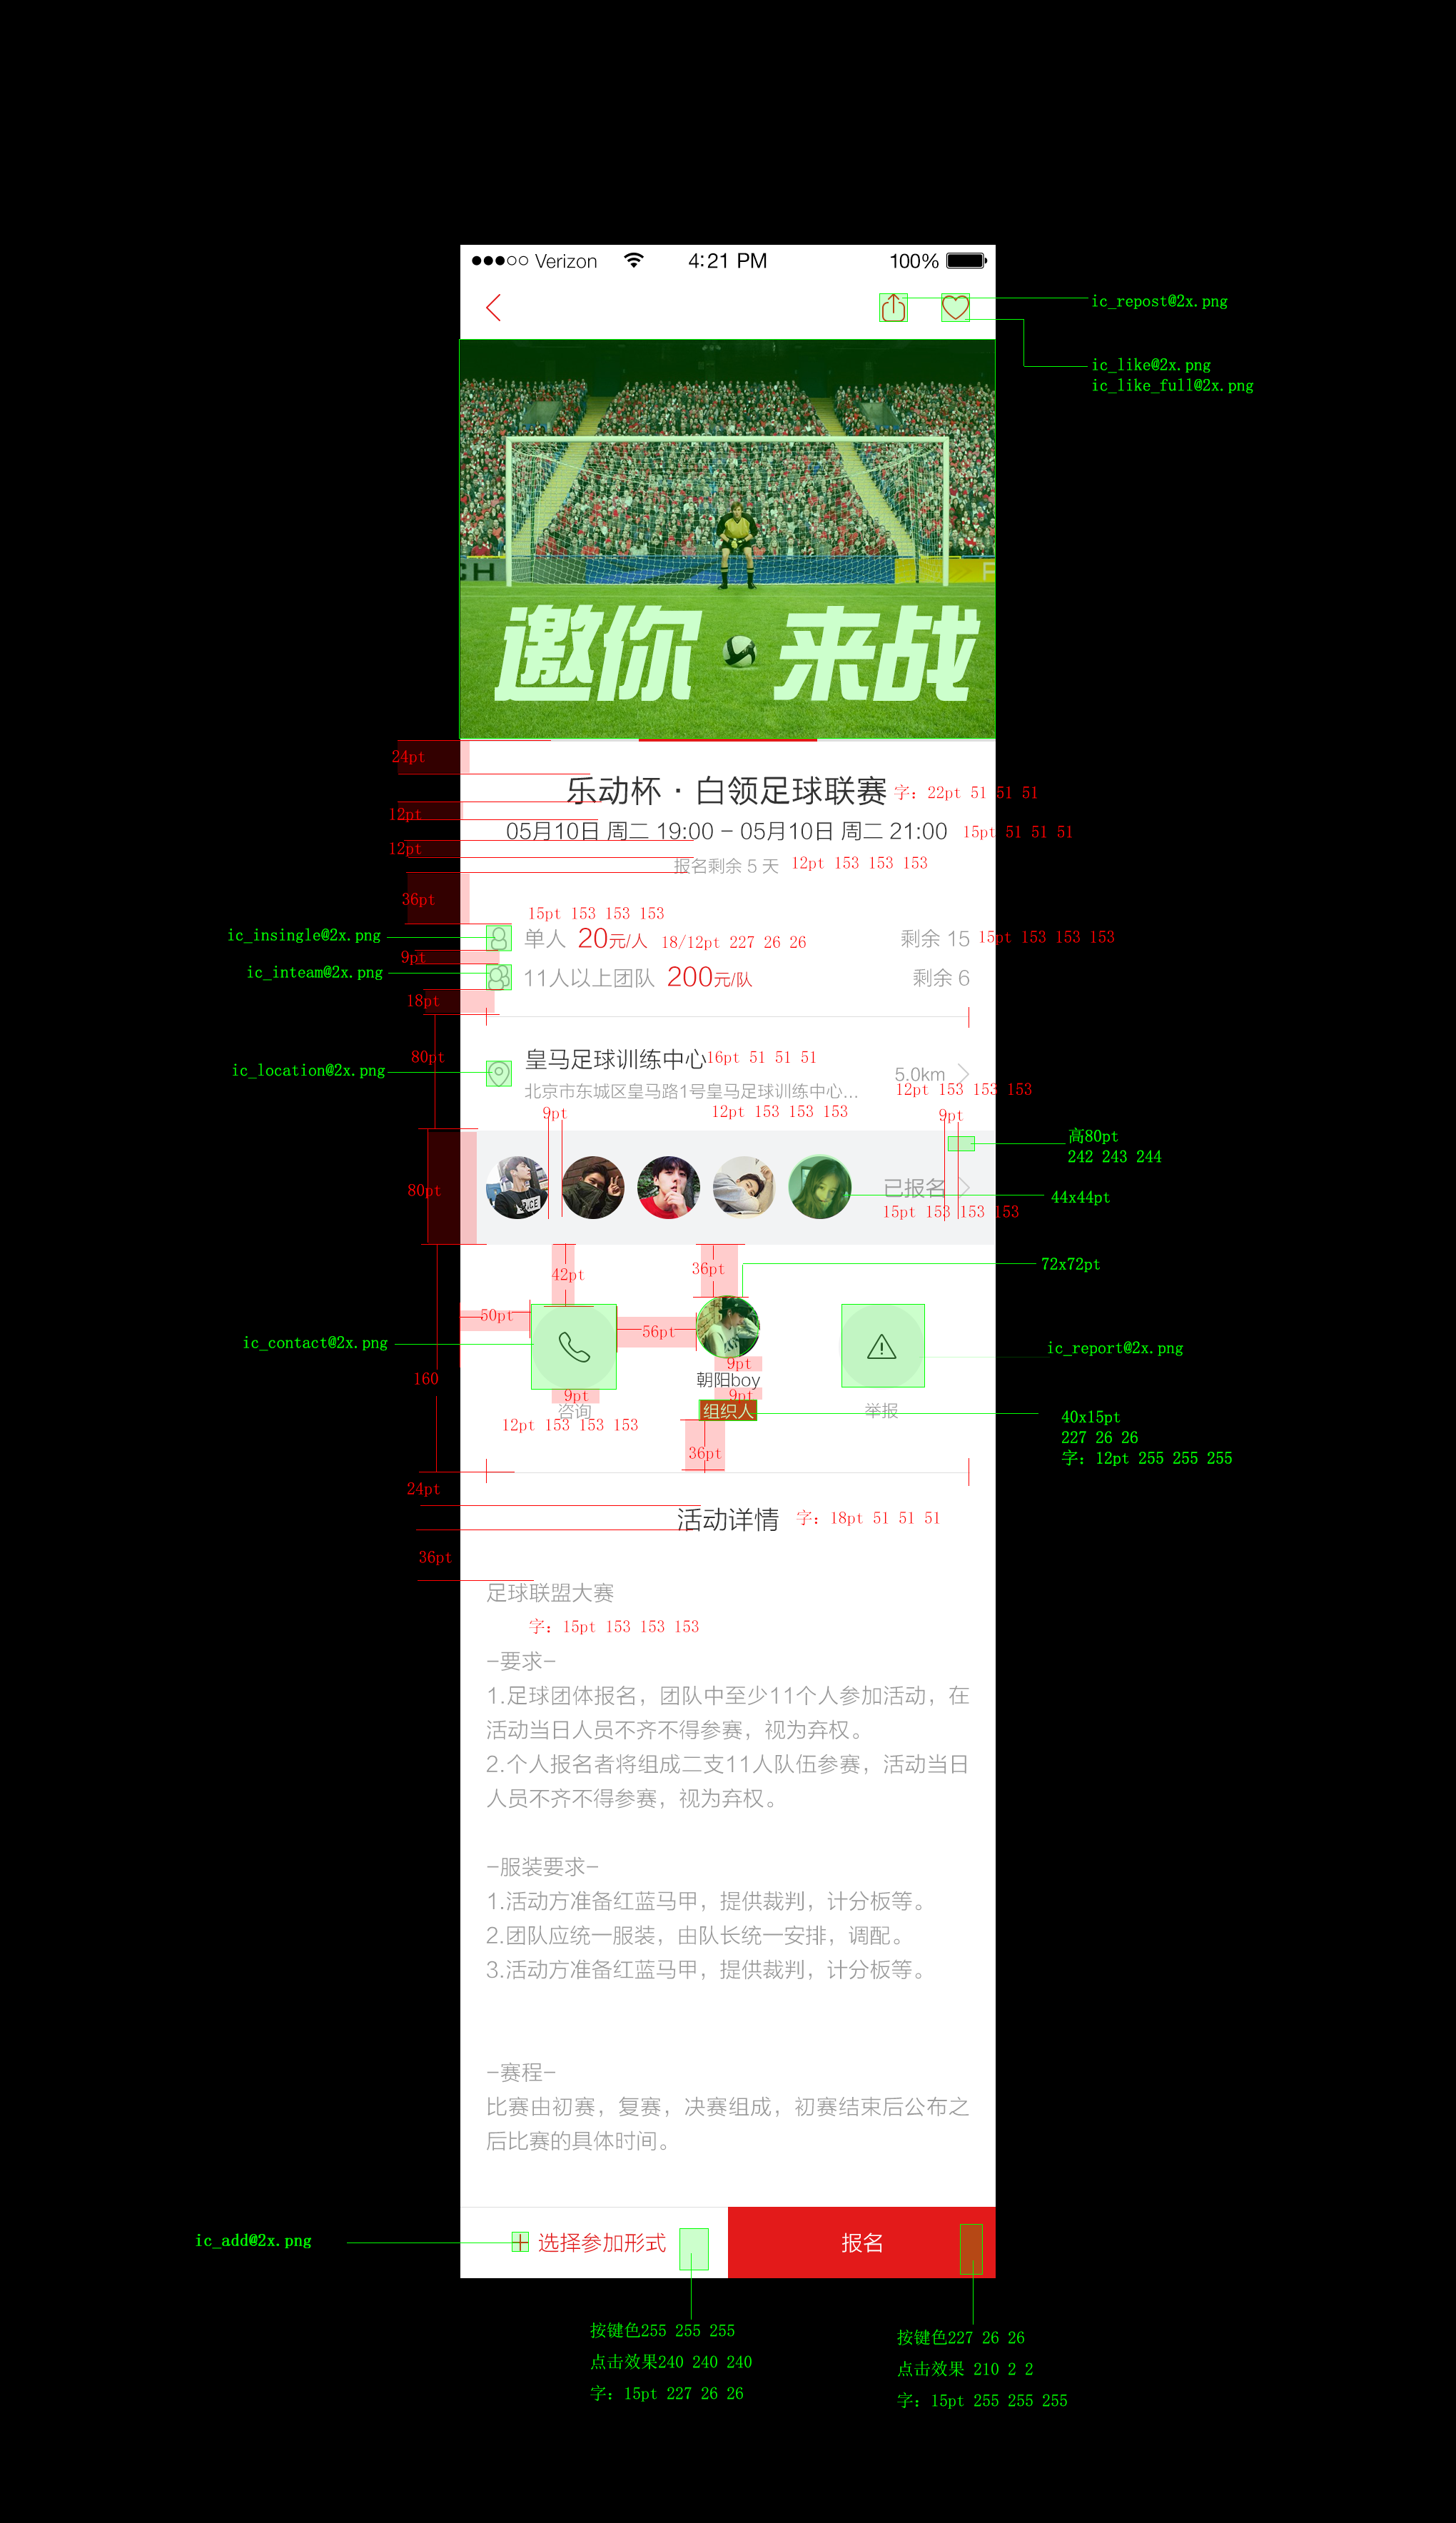 Verizon 4:21 PM 100%
ic_repost@2x.png
ic_like@2x.png
ic_like_full@2x.png
CH
F
邀你·来战
24pt
乐动杯·白领足球联赛 字: 22pt 51 51 51
12pt
05月10日 周二 19:00 - 05月10日 周二 21:00 15pt 51 51 51
12pt
报名剩余 5 天 12pt 153 153 153
36pt
15pt 153 153 153
ic_insingle@2x.png 单人 20元/人 18/12pt 227 26 26 剩余 15 15pt 153 153 153
9pt
ic_inteam@2x.png 11人以上团队 200元/队 剩余 6
18pt
80pt 皇马足球训练中心 16pt 51 51 51
ic_location@2x.png 5.0km
北京市东城区皇马路1号皇马足球训练中心... 12pt 153 153 153
9pt 12pt 153 153 153 9pt
高80pt
242 243 244
80pt 已报名 44x44pt
15pt 153 153 153
42pt 36pt 72x72pt
50pt 56pt
ic_contact@2x.png ic_report@2x.png
9pt
160 朝阳boy
9pt 9pt
咨询 组织人 举报
12pt 153 153 153
40x15pt
227 26 26
字: 12pt 255 255 255
36pt
24pt
活动详情 字: 18pt 51 51 51
36pt
足球联盟大赛
字: 15pt 153 153 153
-要求-
1.足球团体报名，团队中至少11个人参加活动，在
活动当日人员不齐不得参赛，视为弃权。
2.个人报名者将组成二支11人队伍参赛，活动当日
人员不齐不得参赛，视为弃权。
-服装要求-
1.活动方准备红蓝马甲，提供裁判，计分板等。
2.团队应统一服装，由队长统一安排，调配。
3.活动方准备红蓝马甲，提供裁判，计分板等。
-赛程-
比赛由初赛，复赛，决赛组成，初赛结束后公布之
后比赛的具体时间。
ic_add@2x.png 选择参加形式 报名
按键色255 255 255
点击效果240 240 240
字: 15pt 227 26 26
按键色227 26 26
点击效果 210 2 2
字: 15pt 255 255 255